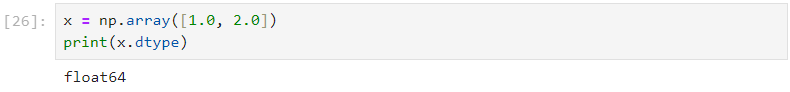 [26]: x = np.array([1.0, 2.0])
print(x.dtype)
float64